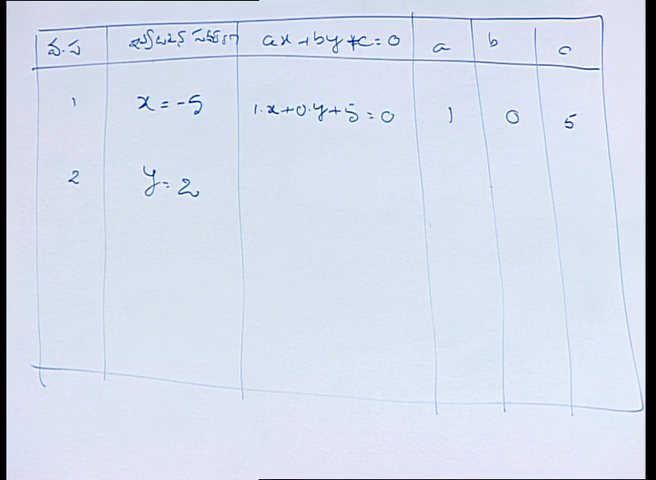 వ.స ax+by+c=0 a b c
1 x=-5 1.x+0.y+5=0 1 0 5
2 y=2